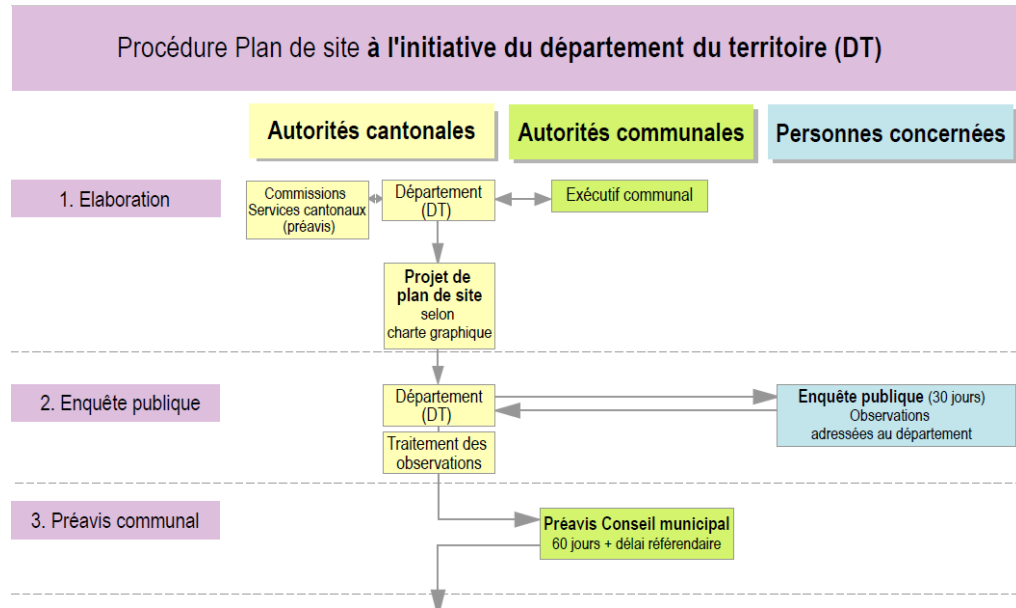 Procédure Plan de site à l'initiative du département du territoire (DT)
Autorités cantonales
Autorités communales
Personnes concernées
1. Elaboration
Commissions
Services cantonaux
(préavis)
Département
(DT)
Exécutif communal
Projet de
plan de site
selon
charte graphique
2. Enquête publique
Département
(DT)
Traitement des
observations
Enquête publique (30 jours)
Observations
adressées au département
3. Préavis communal
Préavis Conseil municipal
60 jours + délai référendaire